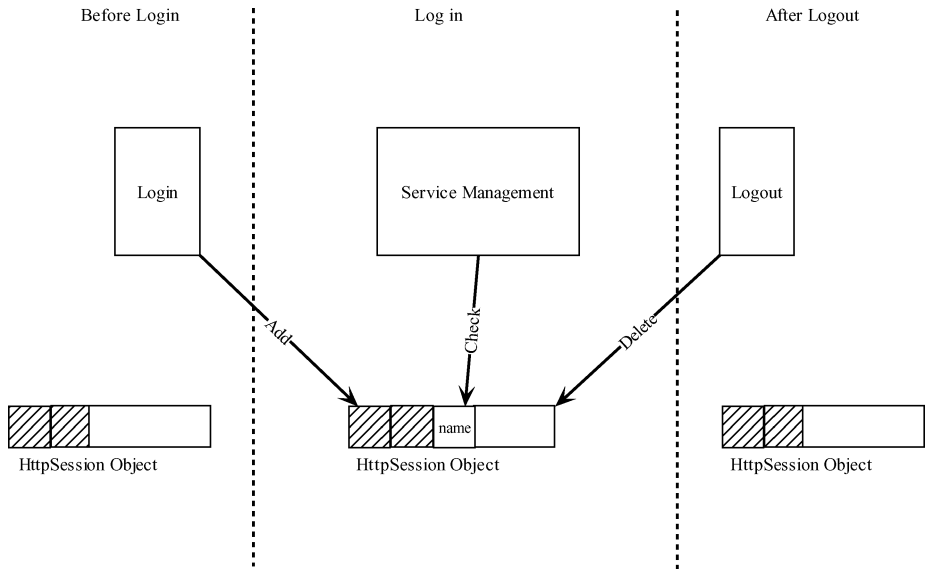 Before Login
Log in
After Logout
Login
Service Management
Logout
Add
Check
Delete
name
HttpSession Object
HttpSession Object
HttpSession Object